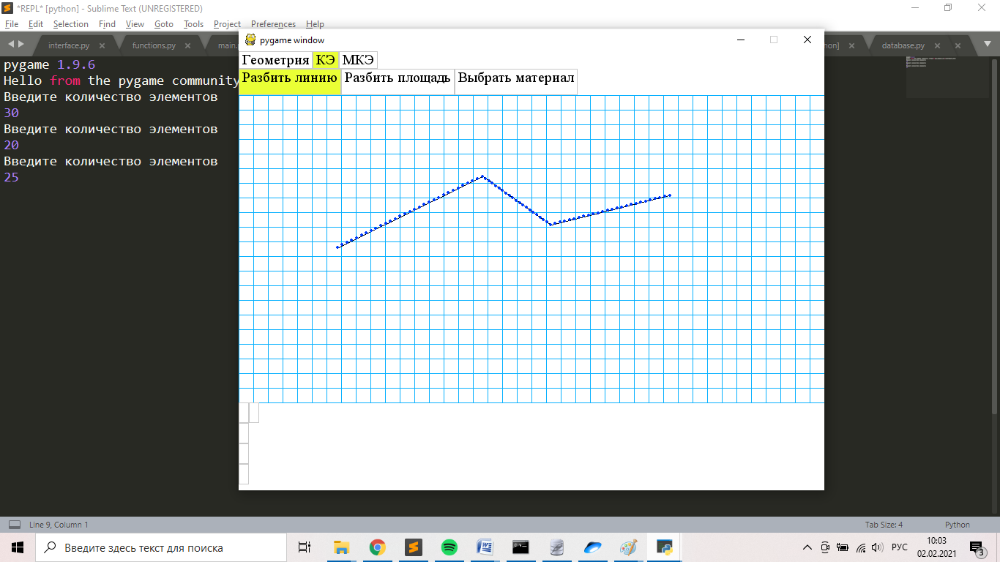 *REPL* [python] - Sublime Text (UNREGISTERED)
File Edit Selection Find View Goto Tools Project Preferences Help
interface.py functions.py main. database.py
pygame window
Геометрия КЭ МКЭ
Разбить линию Разбить площадь Выбрать материал
pygame 1.9.6
Hello from the pygame community
Введите количество элементов
30
Введите количество элементов
20
Введите количество элементов
25
Line 9, Column 1 Tab Size: 4 Python
Введите здесь текст для поиска
РУС
10:03
02.02.2021
3